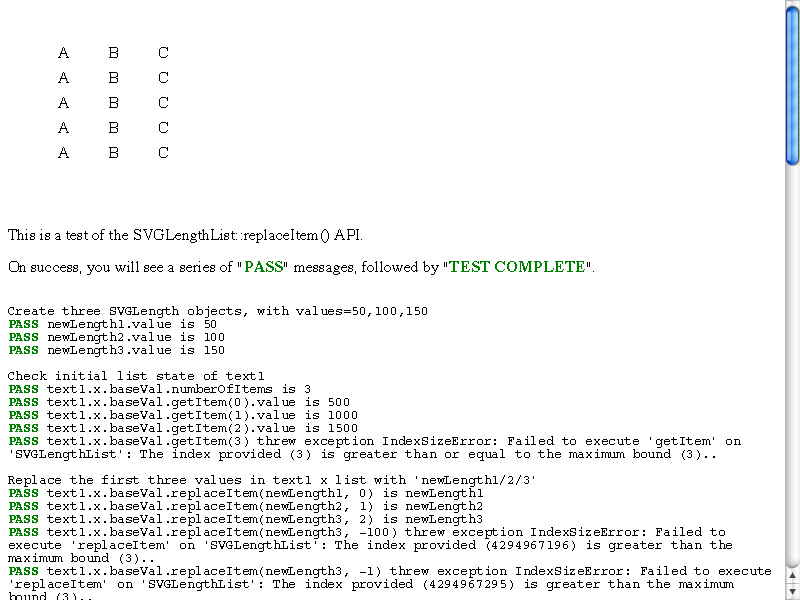 A B C
A B C
A B C
A B C
A B C
This is a test of the SVGLengthList::replaceItem() API.
On success, you will see a series of "PASS" messages, followed by "TEST COMPLETE".
Create three SVGLength objects, with values=50,100,150
PASS newLength1.value is 50
PASS newLength2.value is 100
PASS newLength3.value is 150
Check initial list state of text1
PASS text1.x.baseVal.numberOfItems is 3
PASS text1.x.baseVal.getItem(0).value is 500
PASS text1.x.baseVal.getItem(1).value is 1000
PASS text1.x.baseVal.getItem(2).value is 1500
PASS text1.x.baseVal.getItem(3) threw exception IndexSizeError: Failed to execute 'getItem' on
'SVGLengthList': The index provided (3) is greater than or equal to the maximum bound (3)..
Replace the first three values in text1 x list with 'newLength1/2/3'
PASS text1.x.baseVal.replaceItem(newLength1, 0) is newLength1
PASS text1.x.baseVal.replaceItem(newLength2, 1) is newLength2
PASS text1.x.baseVal.replaceItem(newLength3, 2) is newLength3
PASS text1.x.baseVal.replaceItem(newLength3, -100) threw exception IndexSizeError: Failed to
execute 'replaceItem' on 'SVGLengthList': The index provided (4294967196) is greater than the
maximum bound (3)..
PASS text1.x.baseVal.replaceItem(newLength3, -1) threw exception IndexSizeError: Failed to execute
'replaceItem' on 'SVGLengthList': The index provided (4294967295) is greater than the maximum
bound (3)..